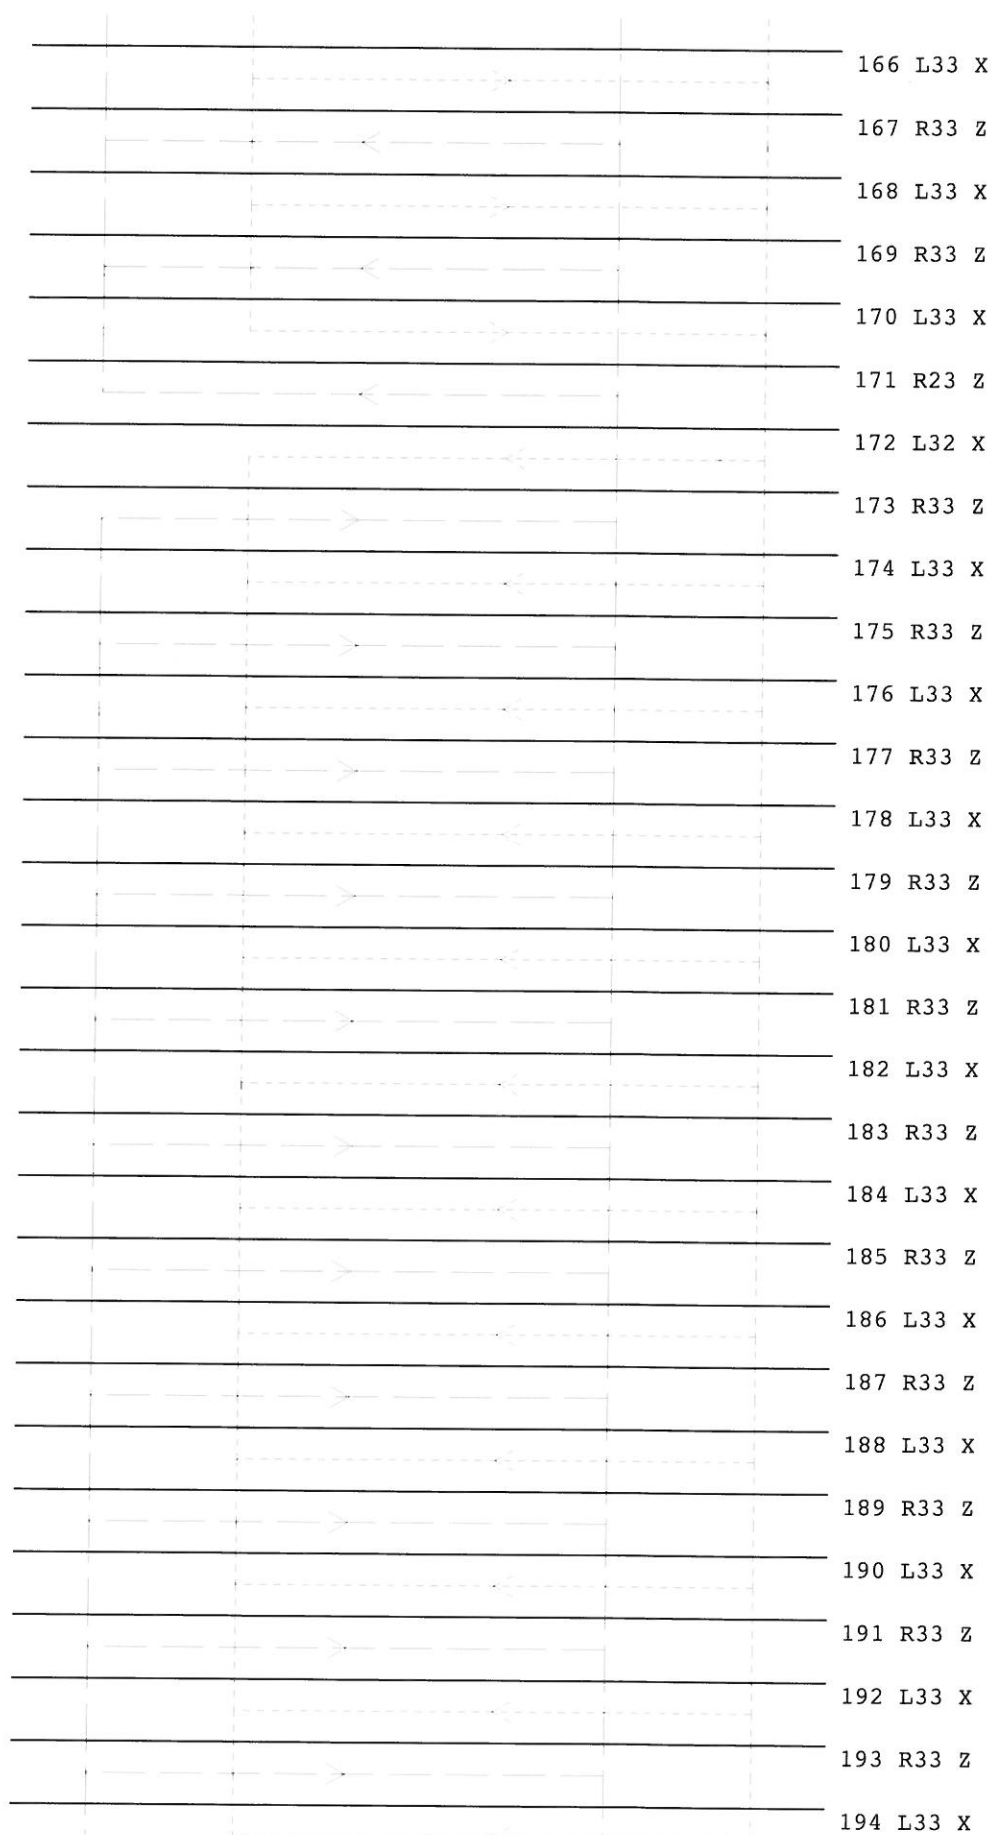 166 L33 X
167 R33 Z
168 L33 X
169 R33 Z
170 L33 X
171 R23 Z
172 L32 X
173 R33 Z
174 L33 X
175 R33 Z
176 L33 X
177 R33 Z
178 L33 X
179 R33 Z
180 L33 X
181 R33 Z
182 L33 X
183 R33 Z
184 L33 X
185 R33 Z
186 L33 X
187 R33 Z
188 L33 X
189 R33 Z
190 L33 X
191 R33 Z
192 L33 X
193 R33 Z
194 L33 X